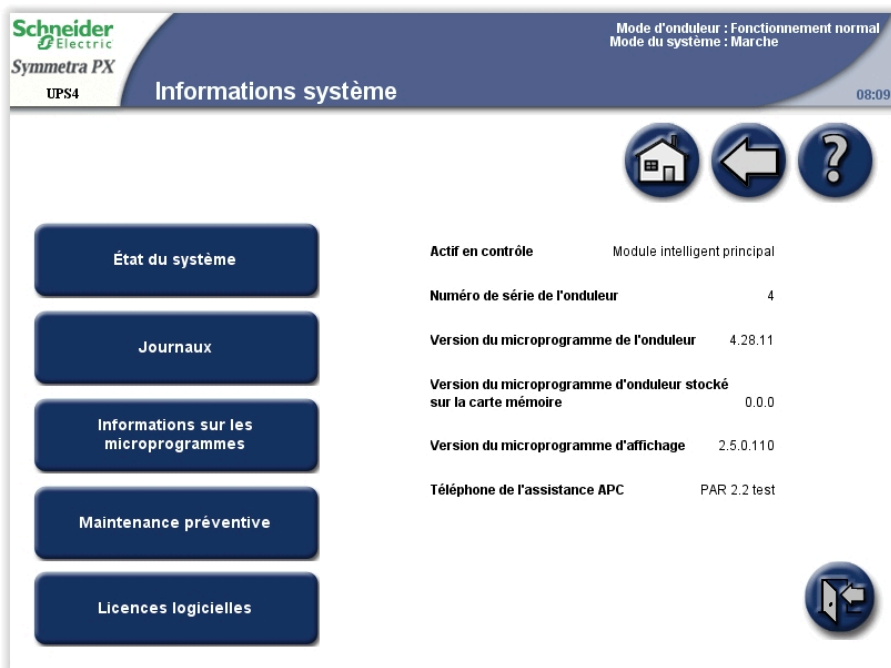 Schneider
Electric
Symmetra PX
UPS4
Informations système
Mode d'onduleur : Fonctionnement normal
Mode du système : Marche
08:09
?
État du système
Journaux
Informations sur les
microprogrammes
Maintenance préventive
Licences logicielles
Actif en contrôle Module intelligent principal
Numéro de série de l'onduleur 4
Version du microprogramme de l'onduleur 4.28.11
Version du microprogramme d'onduleur stocké
sur la carte mémoire 0.0.0
Version du microprogramme d'affichage 2.5.0.110
Téléphone de l'assistance APC PAR 2.2 test